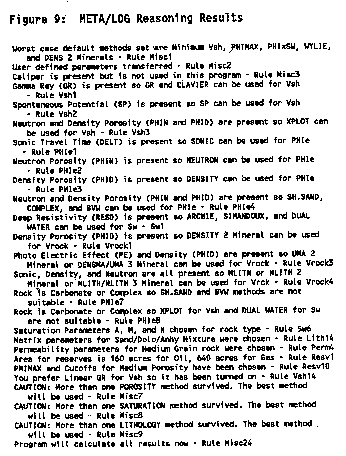 Figure 9: META/LOG Reasoning Results
Worst case default methods set are Minimum Vsh, PHIMAX, PHIxSW, WYLIE,
and DENS 2 Minerals - Rule Misc1
User defined parameters transferred - Rule Misc2
Caliper is present but is not used in this program - Rule Misc3
Gamma Ray (GR) is present so GR and CLAVIER can be used for Vsh
- Rule Vsh1
Spontaneous Potential (SP) is present so SP can be used for Vsh
- Rule Vsh2
Neutron and Density Porosity (PHIN and PHID) are present so XPLOT can
be used for Vsh - Rule Vsh3
Sonic Travel Time (DELT) is present so SONIC can be used for PHIe
- Rule PHIe1
Neutron Porosity (PHIN) is present so NEUTRON can be used for PHIe
- Rule PHIe2
Density Porosity (PHID) is present so DENSITY can be used for PHIe
- Rule PHIe3
Neutron and Density Porosity (PHIN and PHID) are present so SH.SAND,
COMPLEX, and BVW can be used for PHIe - Rule PHIe4
Deep Resistivity (RESD) is present so ARCHIE, SIMANDOUX, and DUAL
WATER can be used for Sw - Sw1
Density Porosity (PHID) is present so DENSITY 2 Mineral can be used
for Vrock - Rule Vrock1
Photo Electric Effect (PE) and Density (PHID) are present so UMA 2
Mineral or DENSMA/UMA 3 Mineral can be used for Vrock - Rule Vrock3
Sonic, Density, and Neutron are all present so MLITH or NLITH 2
Mineral or MLITH/NLITH 3 Mineral can be used for Vrck - Rule Vrock4
Rock is Carbonate or Complex so SH.SAND and BVW methods are not
suitable - Rule PHIe7
Rock is Carbonate or Complex so XPLOT for Vsh and DUAL WATER for Sw
are not suitable - Rule PHIe8
Saturation Parameters A, M, and N chosen for rock type - Rule Sw6
Matrix parameters for Sand/Dolo/Anhy Mixture were chosen - Rule Lith14
Permeability parameters for Medium Grain rock were chosen - Rule Perm4
Area for reserves is 160 acres for Oil, 640 acres for Gas - Rule Resv1
PHIMAX and Cutoffs for Medium Porosity have been chosen - Rule Resv10
You prefer Linear GR for Vsh so it has been turned on - Rule Vsh14
CAUTION: More than one POROSITY method survived. The best method
will be used - Rule Misc7
CAUTION: More than one SATURATION method survived. The best method
will be used - Rule Misc8
CAUTION: More than one LITHOLOGY method survived. The best method
will be used - Rule Misc9
Program will calculate all results now - Rule Misc24